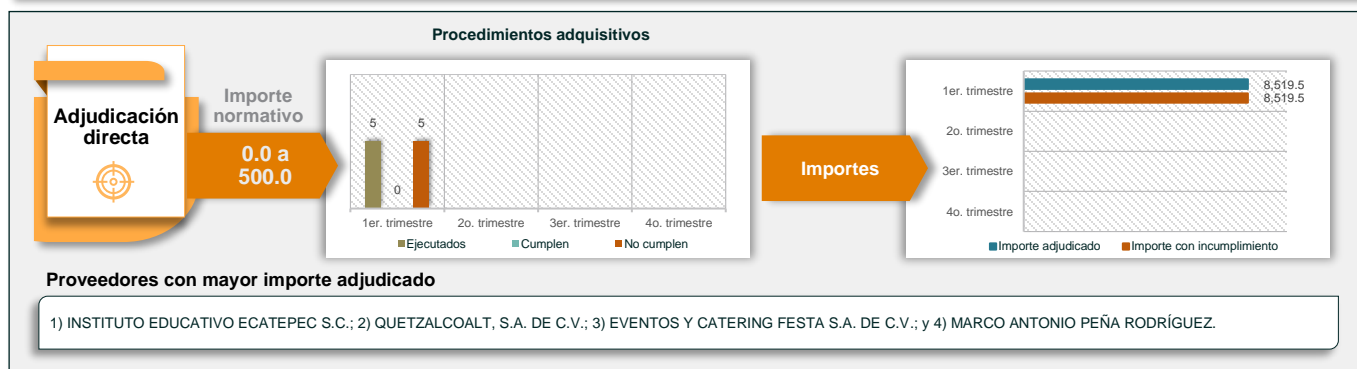 Procedimientos adquisitivos
Adjudicación
directa
Importe
normativo
0.0 a
500.0
5
0
5
1er. trimestre
2o. trimestre
3er. trimestre
4o. trimestre
Ejecutados
Cumplen
No cumplen
Importes
1er. trimestre
8,519.5
8,519.5
2o. trimestre
3er. trimestre
4o. trimestre
Importe adjudicado
Importe con incumplimiento
Proveedores con mayor importe adjudicado
1) INSTITUTO EDUCATIVO ECATEPEC S.C.; 2) QUETZALCOALT, S.A. DE C.V.; 3) EVENTOS Y CATERING FESTA S.A. DE C.V.; y 4) MARCO ANTONIO PEÑA RODRÍGUEZ.